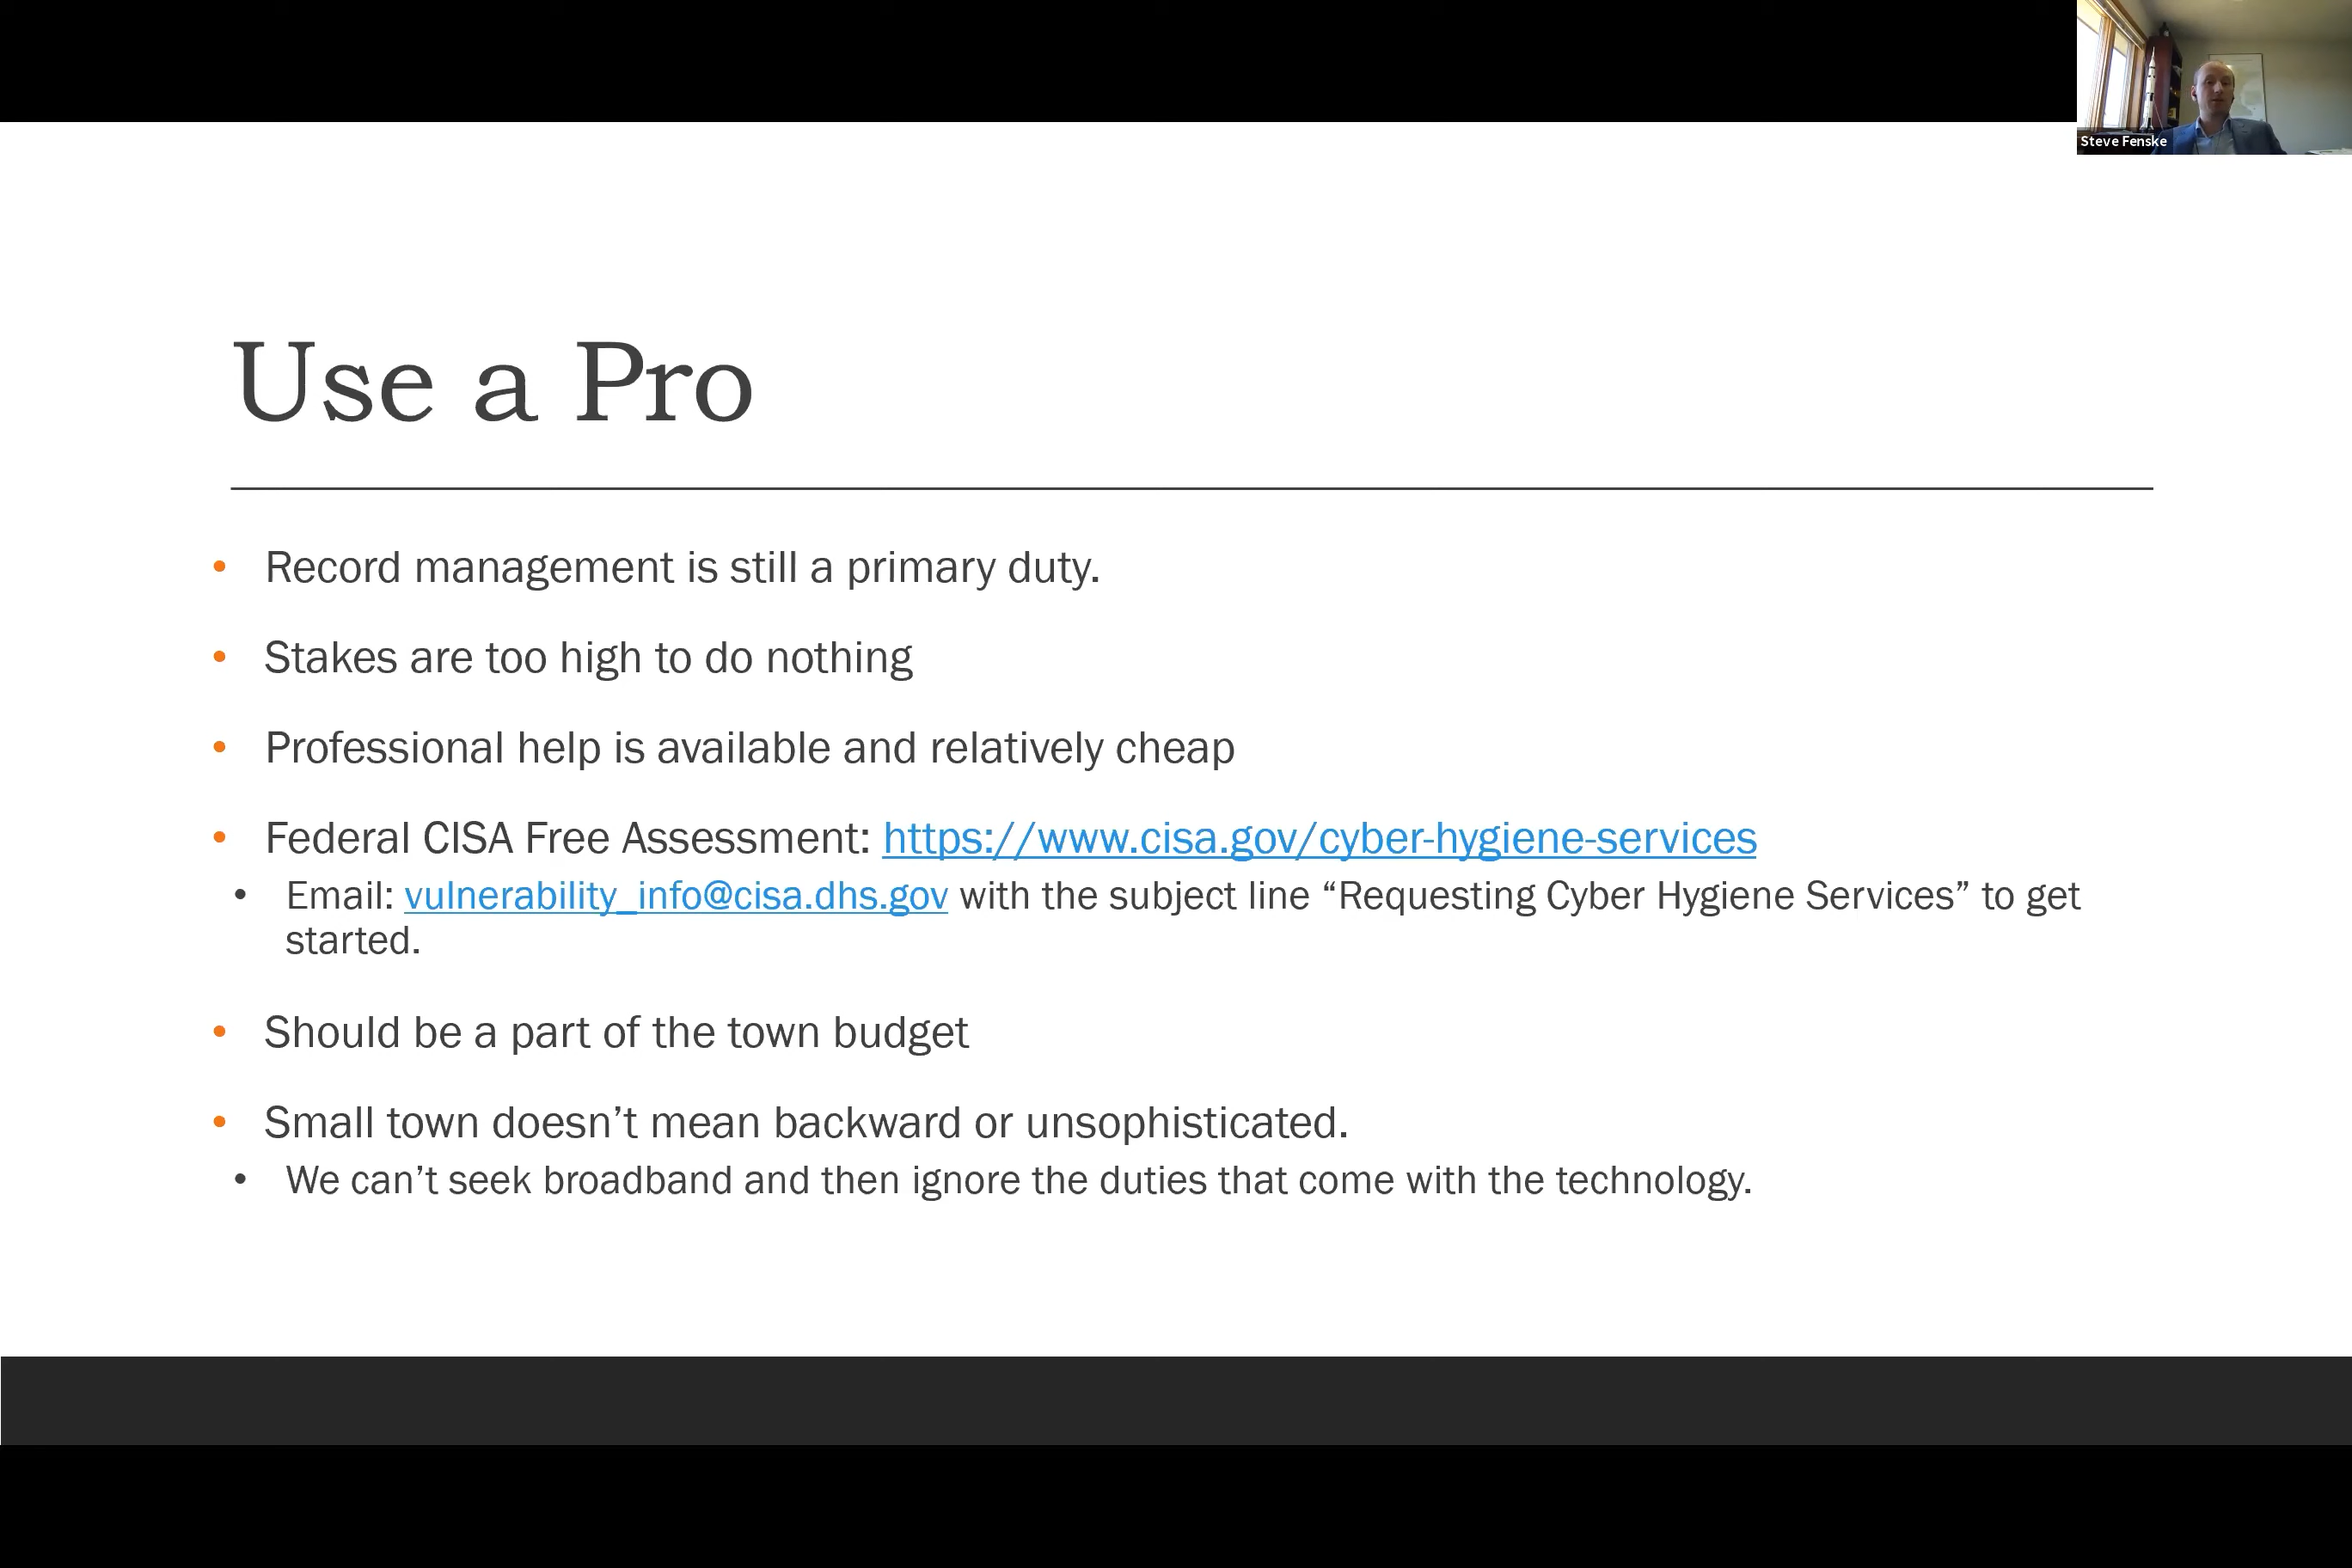 Steve Fenske
Use a Pro
• Record management is still a primary duty.
• Stakes are too high to do nothing
• Professional help is available and relatively cheap
• Federal CISA Free Assessment: https://www.cisa.gov/cyber-hygiene-services
• Email: vulnerability_info@cisa.dhs.gov with the subject line “Requesting Cyber Hygiene Services” to get
started.
• Should be a part of the town budget
• Small town doesn’t mean backward or unsophisticated.
• We can’t seek broadband and then ignore the duties that come with the technology.